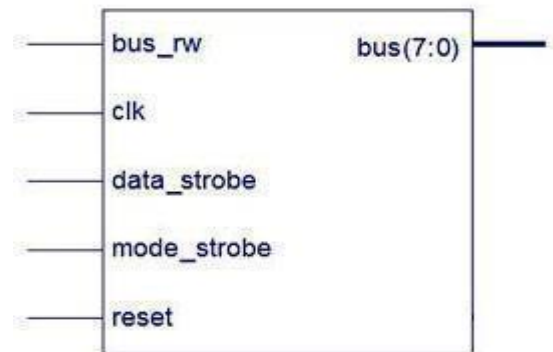 bus_rw bus(7:0)
clk
data_strobe
mode_strobe
reset